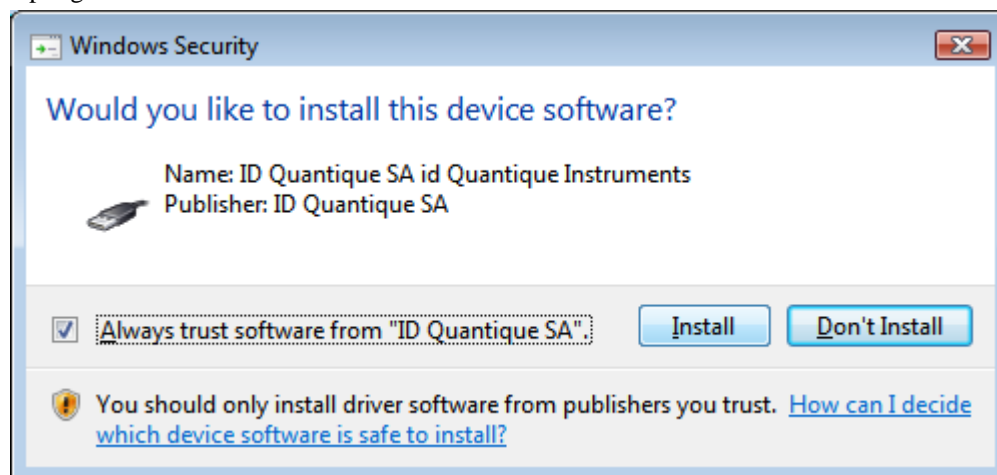 Windows Security
Would you like to install this device software?
Name: ID Quantique SA id Quantique Instruments
Publisher: ID Quantique SA
Always trust software from "ID Quantique SA".
Install
Don't Install
You should only install driver software from publishers you trust. How can I decide
which device software is safe to install?